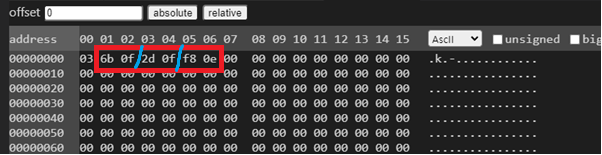 offset 0 absolute relative
address 00 01 02 03 04 05 06 07 08 09 10 11 12 13 14 15 AscII unsigned big
00000000 03 6b 0f 2d 0f f8 0e 00 00 00 00 00 00 00 00 00 .k.-............
00000010 00 00 00 00 00 00 00 00 00 00 00 00 00 00 00 00 ................
00000020 00 00 00 00 00 00 00 00 00 00 00 00 00 00 00 00 ................
00000030 00 00 00 00 00 00 00 00 00 00 00 00 00 00 00 00 ................
00000040 00 00 00 00 00 00 00 00 00 00 00 00 00 00 00 00 ................
00000050 00 00 00 00 00 00 00 00 00 00 00 00 00 00 00 00 ................
00000060 00 00 00 00 00 00 00 00 00 00 00 00 00 00 00 00 ................